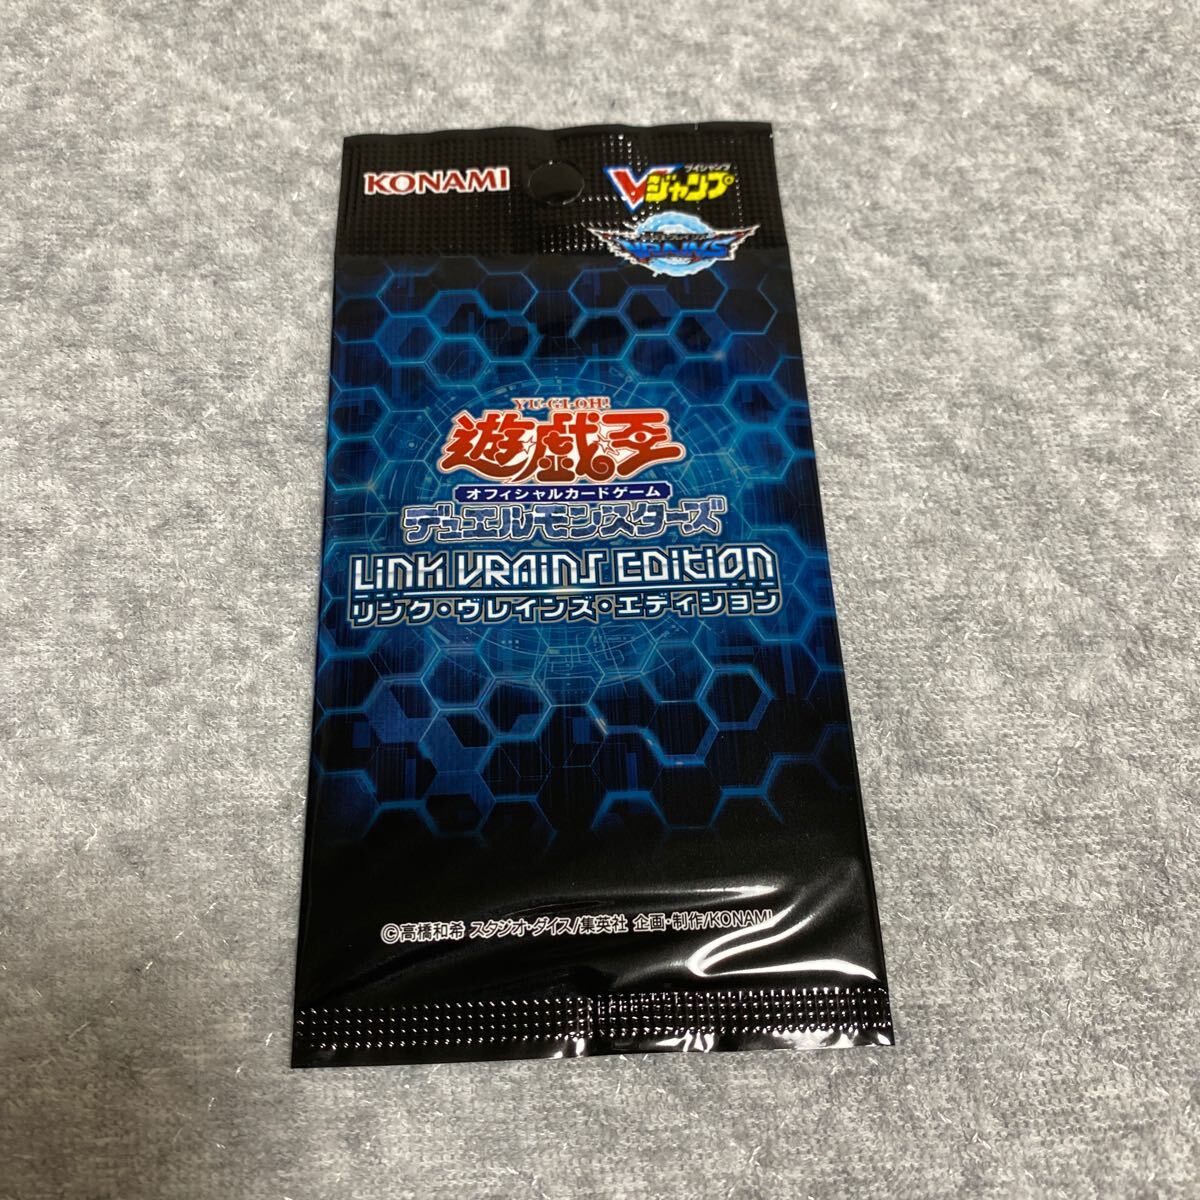 KONAMI
ブイジャンプ
Vジャンプ
VRAINS
YU-GI-OH!
遊☆戯☆王
オフィシャルカードゲーム
デュエルモンスターズ
LINK VRAINS EDITION
リンク・ヴレインズ・エディション
©高橋和希 スタジオ・ダイス/集英社 企画・制作/KONAMI